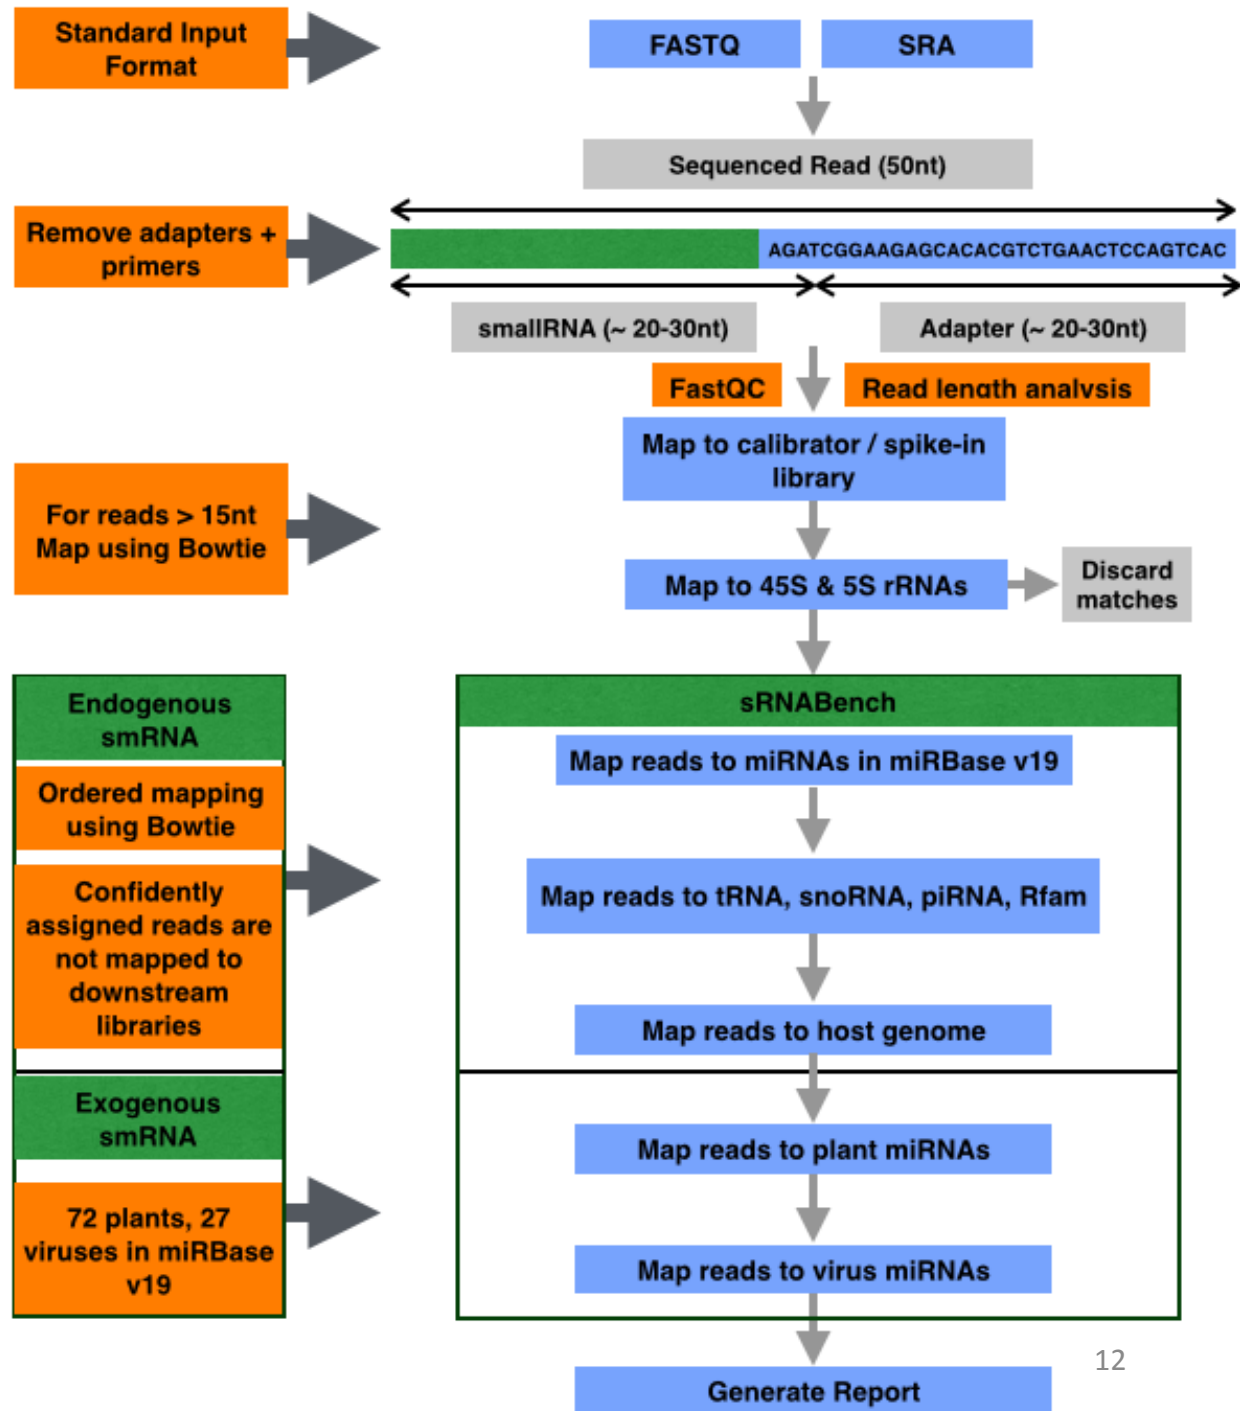 Standard Input
Format
FASTQ
SRA
Sequenced Read (50nt)
Remove adapters +
primers
AGATCGGAAGAGCACACGTCTGAACTCCAGTCAC
smallRNA (~ 20-30nt)
Adapter (~ 20-30nt)
FastQC
Read length analysis
Map to calibrator / spike-in
library
For reads > 15nt
Map using Bowtie
Map to 45S & 5S rRNAs
Discard
matches
Endogenous
smRNA
Ordered mapping
using Bowtie
Confidently
assigned reads are
not mapped to
downstream
libraries
sRNABench
Map reads to miRNAs in miRBase v19
Map reads to tRNA, snoRNA, piRNA, Rfam
Map reads to host genome
Exogenous
smRNA
72 plants, 27
viruses in miRBase
v19
Map reads to plant miRNAs
Map reads to virus miRNAs
Generate Report
12